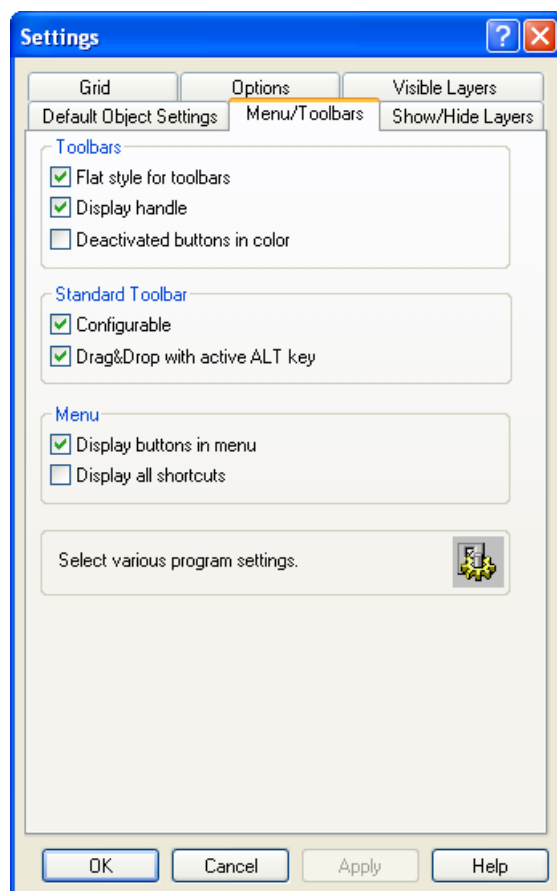 Settings
Grid
Options
Visible Layers
Default Object Settings
Menu/Toolbars
Show/Hide Layers
Toolbars
Flat style for toolbars
Display handle
Deactivated buttons in color
Standard Toolbar
Configurable
Drag&Drop with active ALT key
Menu
Display buttons in menu
Display all shortcuts
Select various program settings.
OK
Cancel
Apply
Help